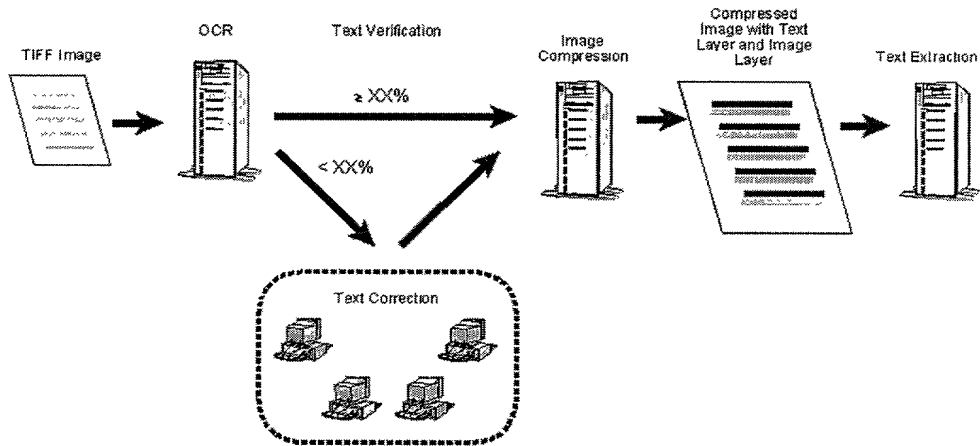 TIFF Image
OCR
Text Verification
≥ XX%
< XX%
Text Correction
Image
Compression
Compressed
Image with Text
Layer and Image
Layer
Text Extraction